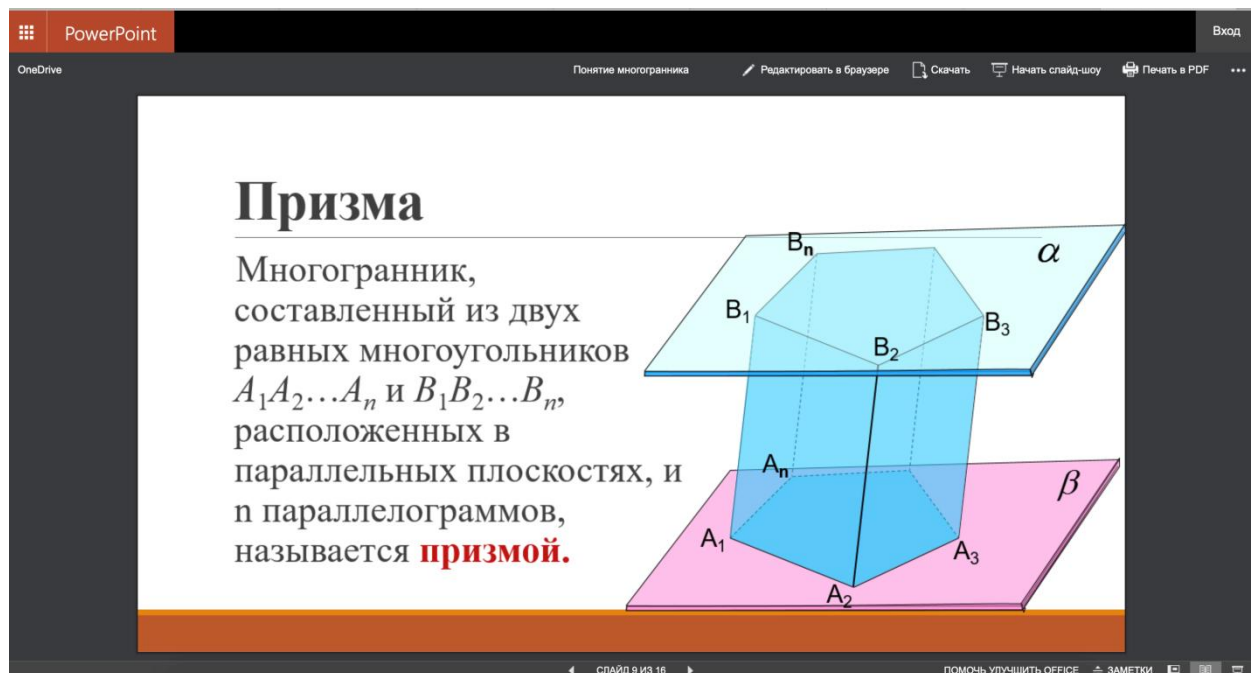 PowerPoint
Вход
OneDrive
Понятие многогранника
Редактировать в браузере
Скачать
Начать слайд-шоу
Печать в PDF
Призма
Многогранник,
составленный из двух
равных многоугольников
A₁A₂…Aₙ и B₁B₂…Bₙ,
расположенных в
параллельных плоскостях, и
n параллелограммов,
называется призмой.
Bₙ
α
B₁
B₃
B₂
Aₙ
β
A₁
A₃
A₂
СЛАЙД 9 ИЗ 16
ПОМОЧЬ УЛУЧШИТЬ OFFICE
ЗАМЕТКИ